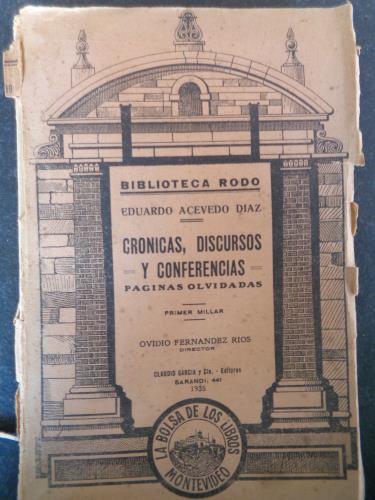 BIBLIOTECA RODO
EDUARDO ACEVEDO DIAZ
CRONICAS, DISCURSOS
Y CONFERENCIAS
PAGINAS OLVIDADAS
PRIMER MILLAR
OVIDIO FERNANDEZ RIOS
DIRECTOR
CLAUDIO GARCIA y Cía. - Editores
SARANDI, 441
1935
LA BOLSA DE LOS LIBROS
MONTEVIDEO